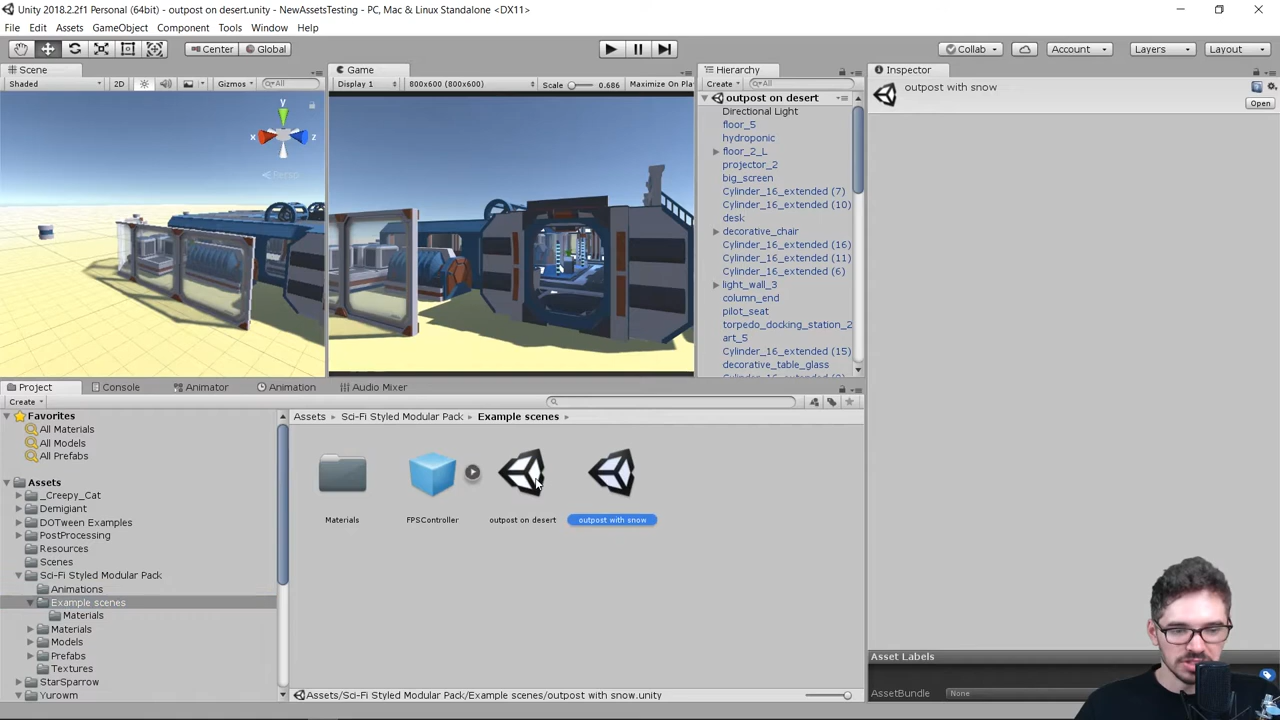 Unity 2018.2.2f1 Personal (64bit) - outpost on desert.unity - NewAssetsTesting - PC, Mac & Linux Standalone <DX11>
File Edit Assets GameObject Component Tools Window Help
Center Global Collab Account Layers Layout
Scene Game Hierarchy Inspector
Shaded 2D Gizmos All Display 1 800x600 (800x600) Scale 0.686 Maximize On Pla Create All
outpost with snow
Open
outpost on desert
Directional Light
floor_5
hydroponic
floor_2_L
projector_2
big_screen
Cylinder_16_extended (7)
Cylinder_16_extended (10)
desk
decorative_chair
Cylinder_16_extended (16)
Cylinder_16_extended (11)
Cylinder_16_extended (6)
light_wall_3
column_end
pilot_seat
torpedo_docking_station_2
art_5
Cylinder_16_extended (15)
decorative_table_glass
y
x z
Persp
Project Console Animator Animation Audio Mixer
Create
Favorites
All Materials
All Models
All Prefabs
Assets
_Creepy_Cat
Demigiant
DOTween Examples
PostProcessing
Resources
Scenes
Sci-Fi Styled Modular Pack
Animations
Example scenes
Materials
Materials
Models
Prefabs
Textures
StarSparrow
Yurowm
Assets Sci-Fi Styled Modular Pack Example scenes
Materials FPSController outpost on desert outpost with snow
Assets/Sci-Fi Styled Modular Pack/Example scenes/outpost with snow.unity
Asset Labels
AssetBundle None